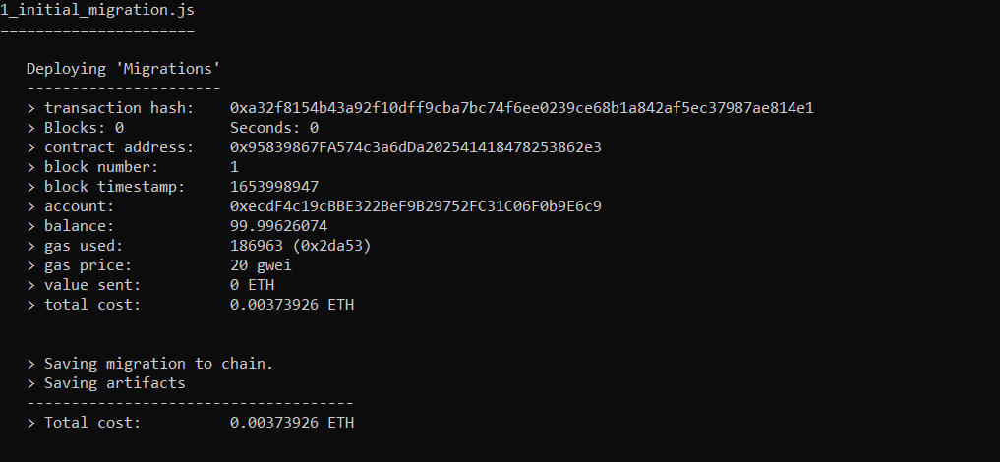 1_initial_migration.js
======================
Deploying 'Migrations'
----------------------
> transaction hash:    0xa32f8154b43a92f10dff9cba7bc74f6ee0239ce68b1a842af5ec37987ae814e1
> Blocks: 0            Seconds: 0
> contract address:    0x95839867FA574c3a6dDa202541418478253862e3
> block number:        1
> block timestamp:     1653998947
> account:             0xecdF4c19cBBE322BeF9B29752FC31C06F0b9E6c9
> balance:             99.99626074
> gas used:            186963 (0x2da53)
> gas price:           20 gwei
> value sent:          0 ETH
> total cost:          0.00373926 ETH
> Saving migration to chain.
> Saving artifacts
-------------------------------------
> Total cost:          0.00373926 ETH